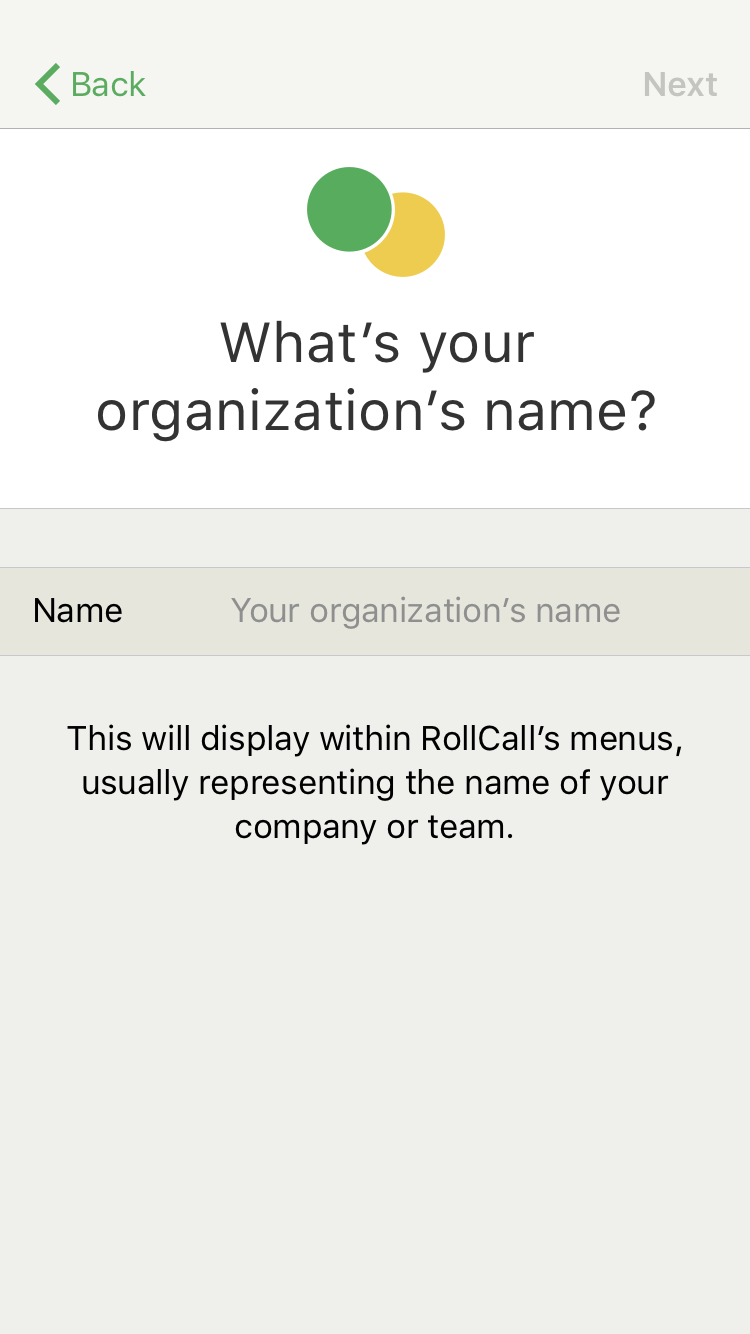 Back
Next
What’s your
organization’s name?
Name
Your organization’s name
This will display within RollCall’s menus,
usually representing the name of your
company or team.